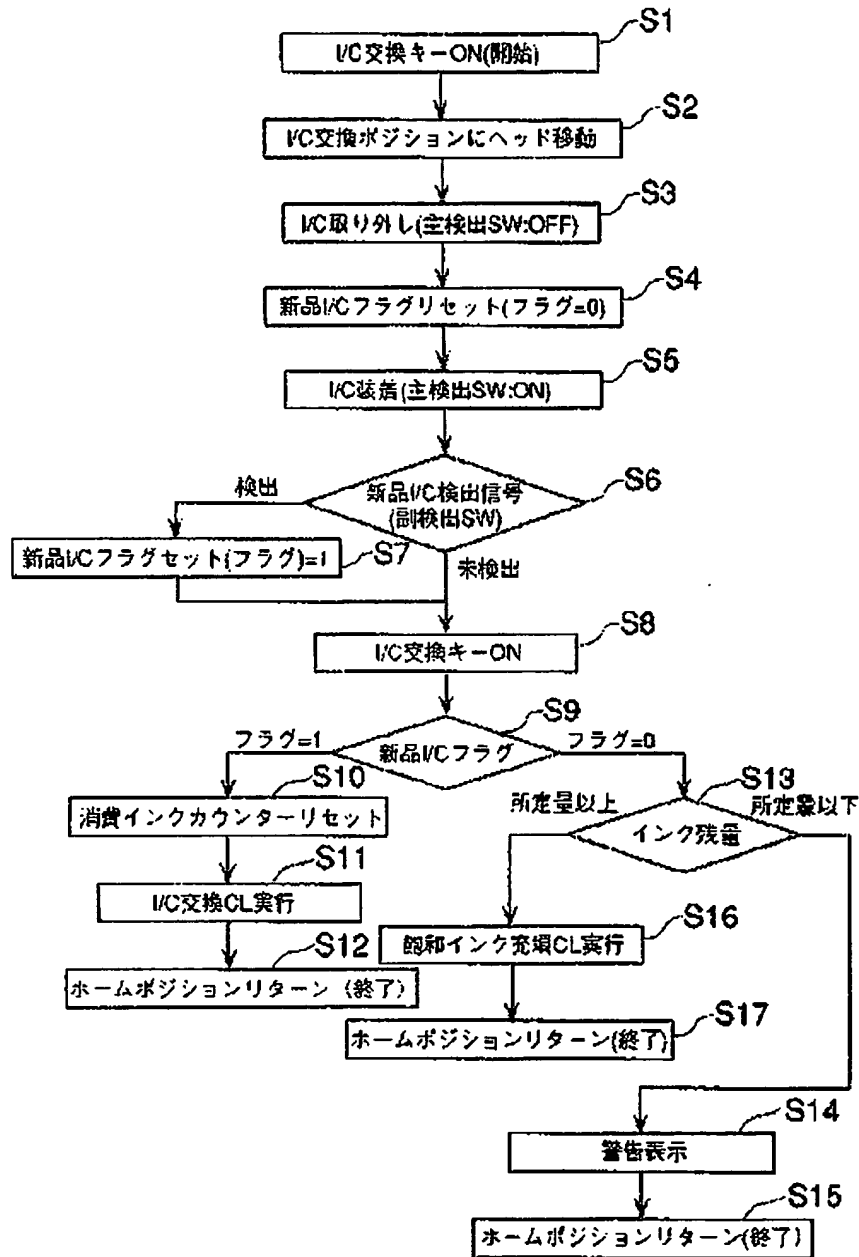 S1
I/C交換キーON(開始)
S2
I/C交換ポジションにヘッド移動
S3
I/C取り外し(主検出SW:OFF)
S4
新品I/Cフラグリセット(フラグ=0)
S5
I/C装着(主検出SW:ON)
S6
新品I/C検出信号
(副検出SW)
検出
未検出
S7
新品I/Cフラグセット(フラグ)=1
S8
I/C交換キーON
S9
新品I/Cフラグ
フラグ=1
フラグ=0
S10
消費インクカウンターリセット
S11
I/C交換CL実行
S12
ホームポジションリターン (終了)
S13
インク残量
所定量以上
所定量以下
S16
飽和インク充填CL実行
S17
ホームポジションリターン(終了)
S14
警告表示
S15
ホームポジションリターン(終了)